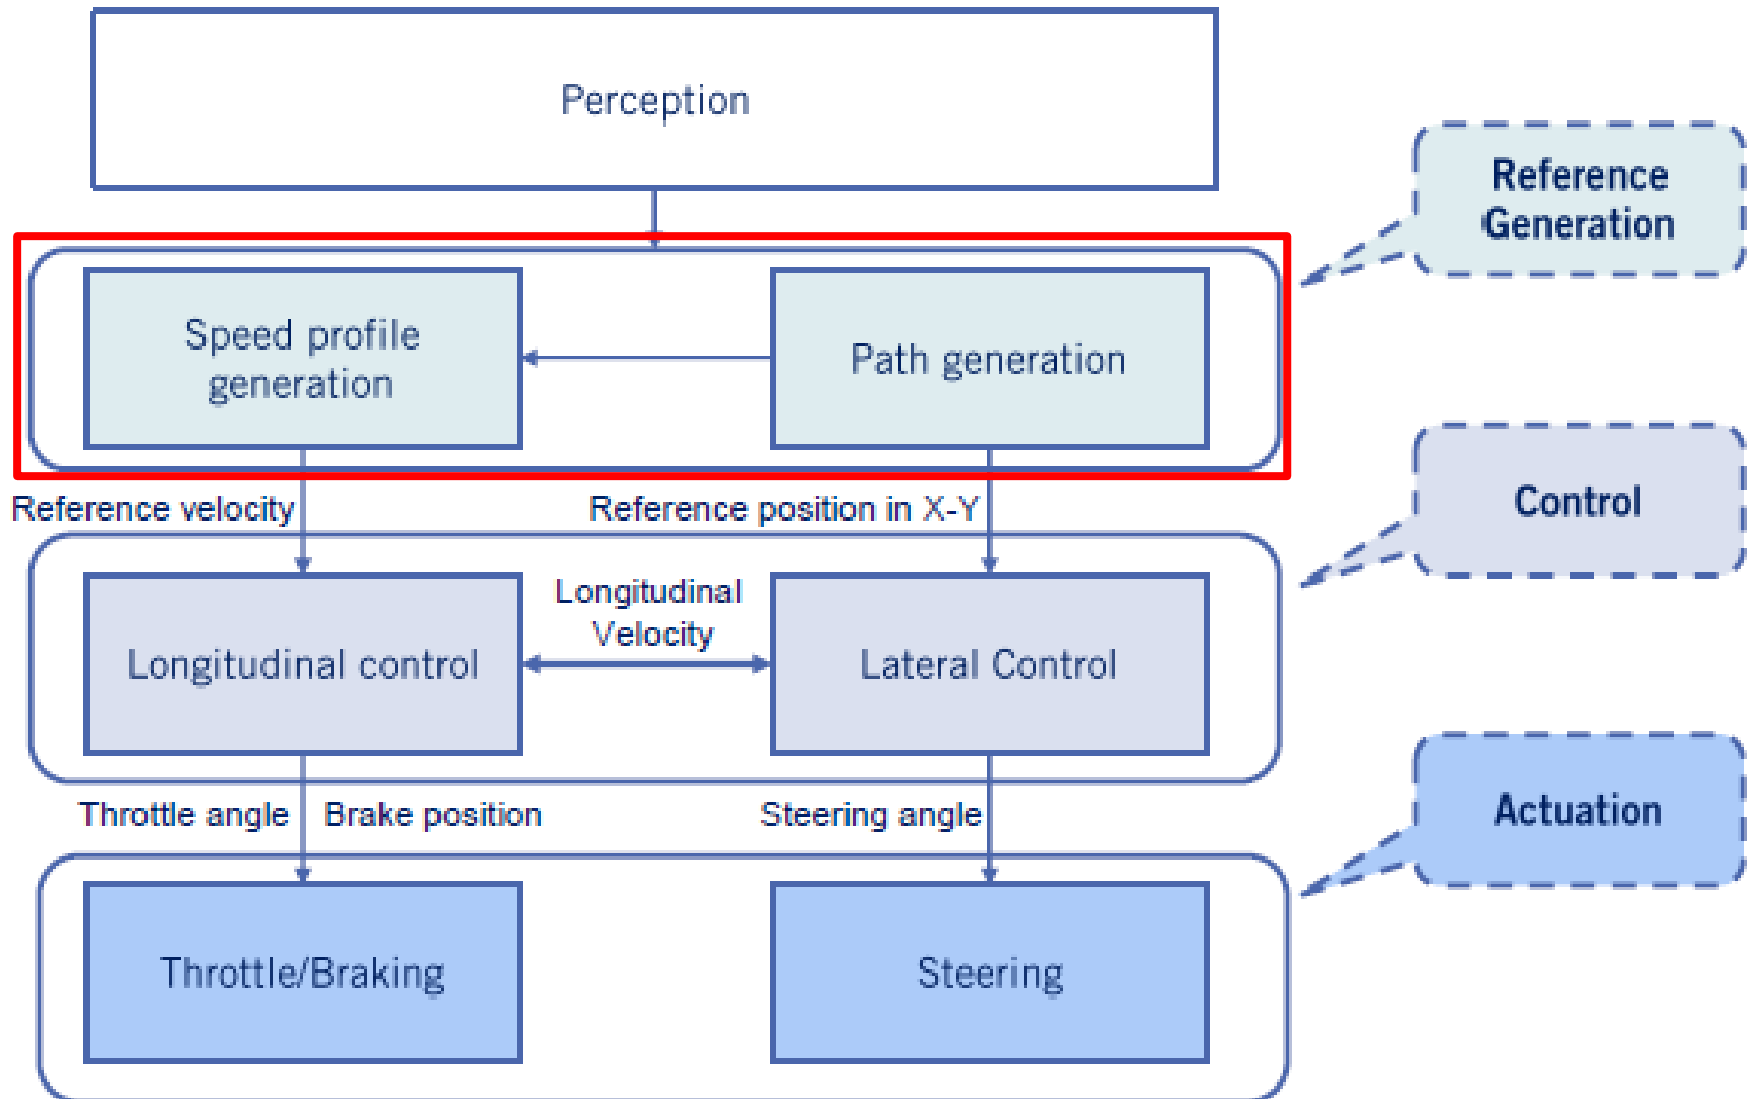 Perception
Reference
Generation
Speed profile
generation
Path generation
Reference velocity
Reference position in X-Y
Control
Longitudinal control
Longitudinal
Velocity
Lateral Control
Throttle angle
Brake position
Steering angle
Actuation
Throttle/Braking
Steering